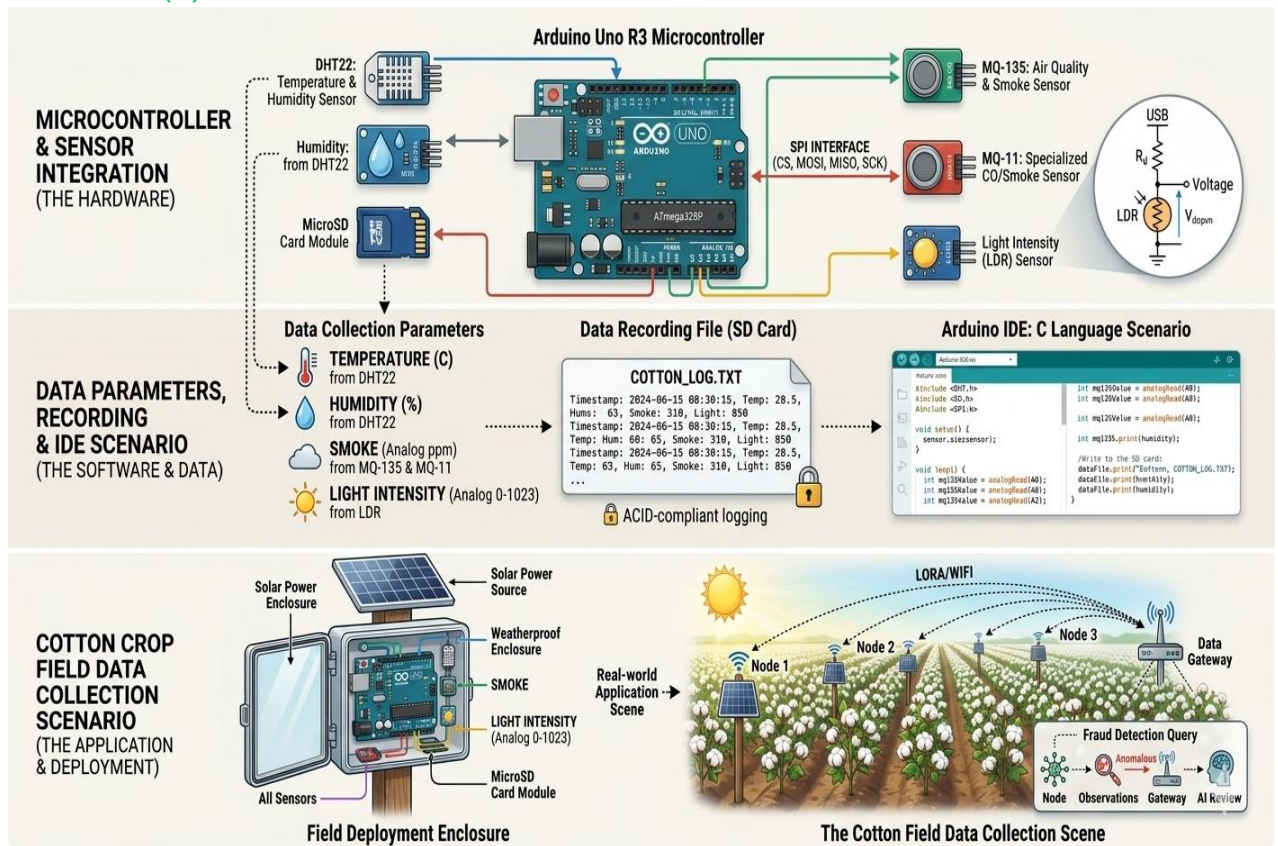 Arduino Uno R3 Microcontroller
MICROCONTROLLER
& SENSOR
INTEGRATION
(THE HARDWARE)
DHT22:
Temperature &
Humidity Sensor
Humidity:
from DHT22
MicroSD
Card Module
ARDUINO
UNO
ATmega328P
POWER
SPI INTERFACE
(CS, MOSI, MISO, SCK)
MQ-135: Air Quality
& Smoke Sensor
MQ-11: Specialized
CO/Smoke Sensor
Light Intensity
(LDR) Sensor
USB
Voltage
LDR
DATA PARAMETERS,
RECORDING
& IDE SCENARIO
(THE SOFTWARE & DATA)
Data Collection Parameters
TEMPERATURE (C)
from DHT22
HUMIDITY (%)
from DHT22
SMOKE (Analog ppm)
from MQ-135 & MQ-11
LIGHT INTENSITY (Analog 0-1023)
from LDR
Data Recording File (SD Card)
COTTON_LOG.TXT
Timestamp: 2024-06-15 08:30:15, Temp: 28.5,
Hums: 63, Smoke: 310, Light: 850
Timestamp: 2024-06-15 08:30:15, Temp: 28.5,
Temp: Hum: 60: 65, Smoke: 310, Light: 850
Timestamp: 2024-06-15 08:30:15, Temp: 28.5,
Temp: 63, Hum: 65, Smoke: 310, Light: 850
...
ACID-compliant logging
Arduino IDE: C Language Scenario
void setup() {
}
int mq135.print(humidity);
/Write to the SD card:
}
COTTON CROP
FIELD DATA
COLLECTION
SCENARIO
(THE APPLICATION
& DEPLOYMENT)
Solar Power
Enclosure
Solar Power
Source
Weatherproof
Enclosure
SMOKE
LIGHT INTENSITY
(Analog 0-1023)
MicroSD
Card Module
All Sensors
Field Deployment Enclosure
Real-world
Application
Scene
LORA/WIFI
Node 1
Node 2
Node 3
Data
Gateway
Fraud Detection Query
Anomalous
Node
Observations
Gateway
AI Review
The Cotton Field Data Collection Scene